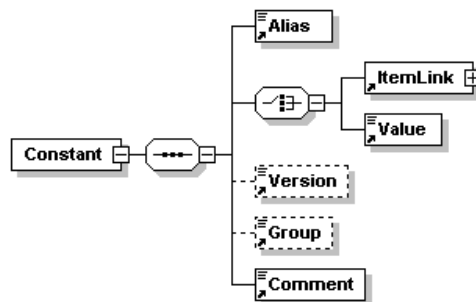 Alias
ItemLink
Value
Constant
Version
Group
Comment